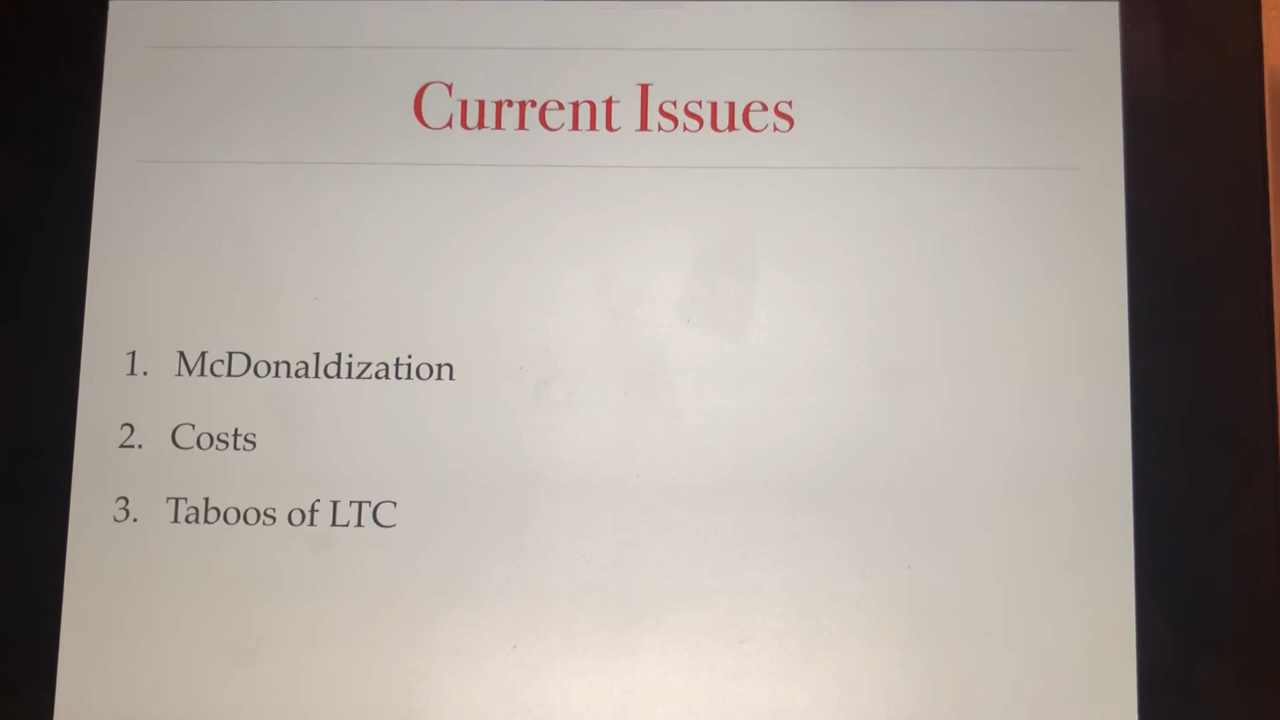 Current Issues
1. McDonaldization
2. Costs
3. Taboos of LTC